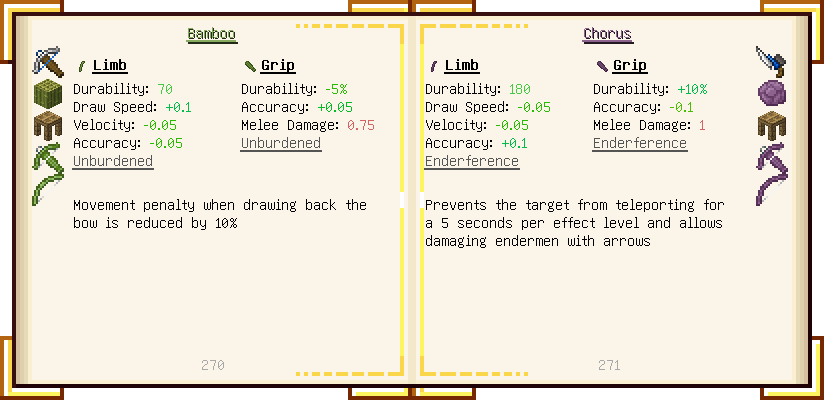 Bamboo
Limb
Durability: 70
Draw Speed: +0.1
Velocity: -0.05
Accuracy: -0.05
Unburdened
Grip
Durability: -5%
Accuracy: +0.05
Melee Damage: 0.75
Unburdened
Movement penalty when drawing back the
bow is reduced by 10%
270
Chorus
Limb
Durability: 180
Draw Speed: -0.05
Velocity: -0.05
Accuracy: +0.1
Enderference
Grip
Durability: +10%
Accuracy: -0.1
Melee Damage: 1
Enderference
Prevents the target from teleporting for
a 5 seconds per effect level and allows
damaging endermen with arrows
271